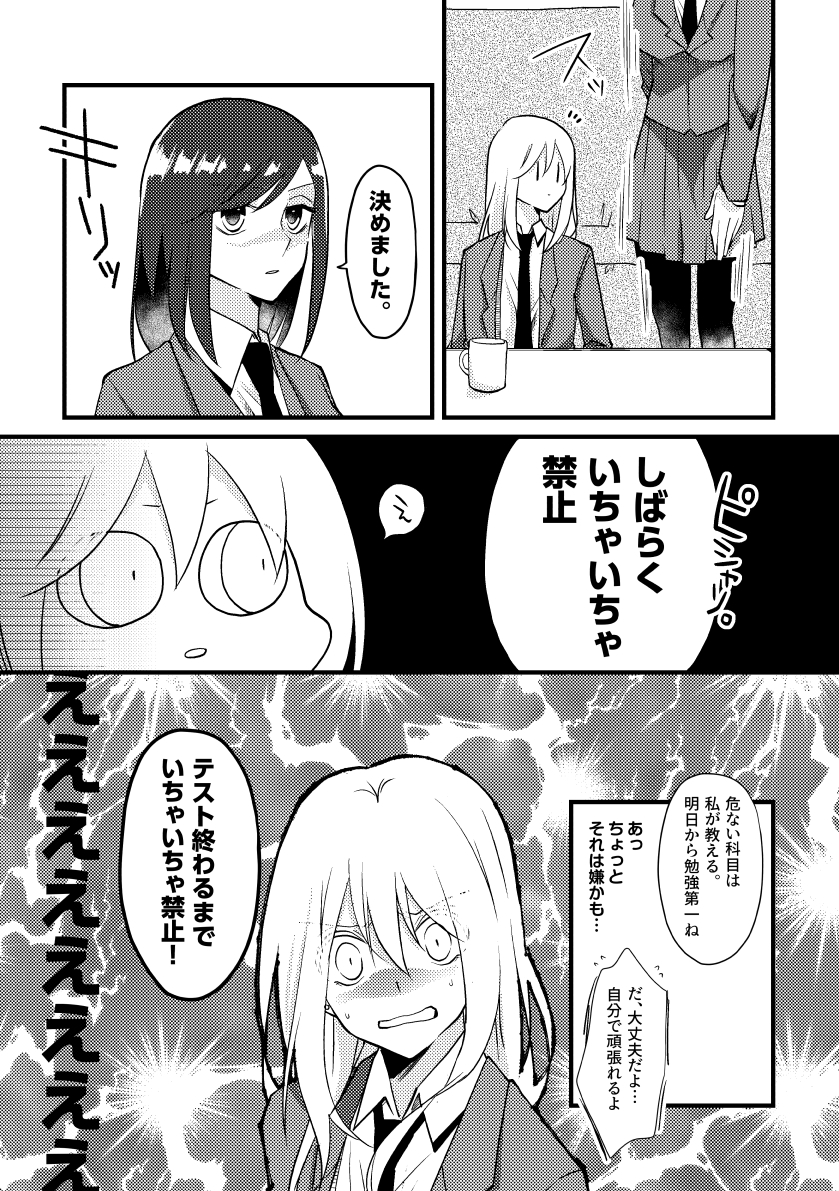 スッ
決めました。
キリッ
ピシャッ。
しばらく
いちゃいちゃ
禁止
え
危ない科目は
私が教える。
明日から勉強第一ね
あっ
ちょっと
それは嫌かも…
だ、大丈夫だよ…
自分で頑張れるよ
テスト終わるまで
いちゃいちゃ禁止！
えええええええええ